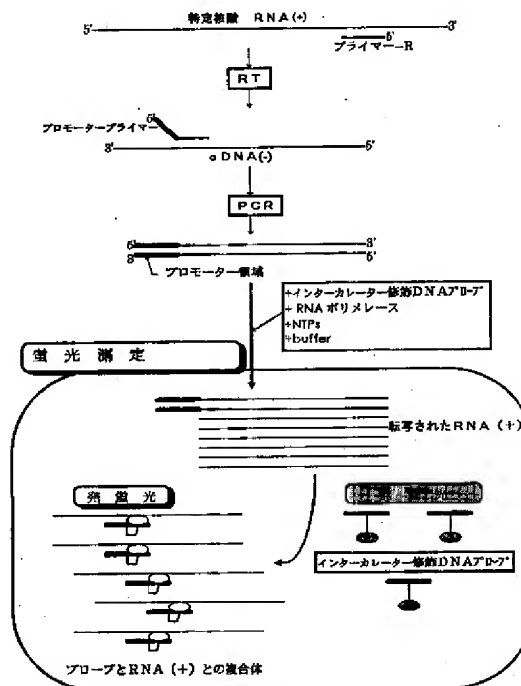 特定核酸 RNA(+)
5' 3'
5'
プライマーR
RT
5'
プロモータープライマー
3' 5'
cDNA(-)
PCR
5' 3'
3' 5'
プロモーター領域
+インターカレーター修飾DNAプローブ
+RNAポリメレース
+NTPs
+buffer
蛍光測定
転写されたRNA(+)
発蛍光
インターカレーター修飾DNAプローブ
プローブとRNA(+)との複合体